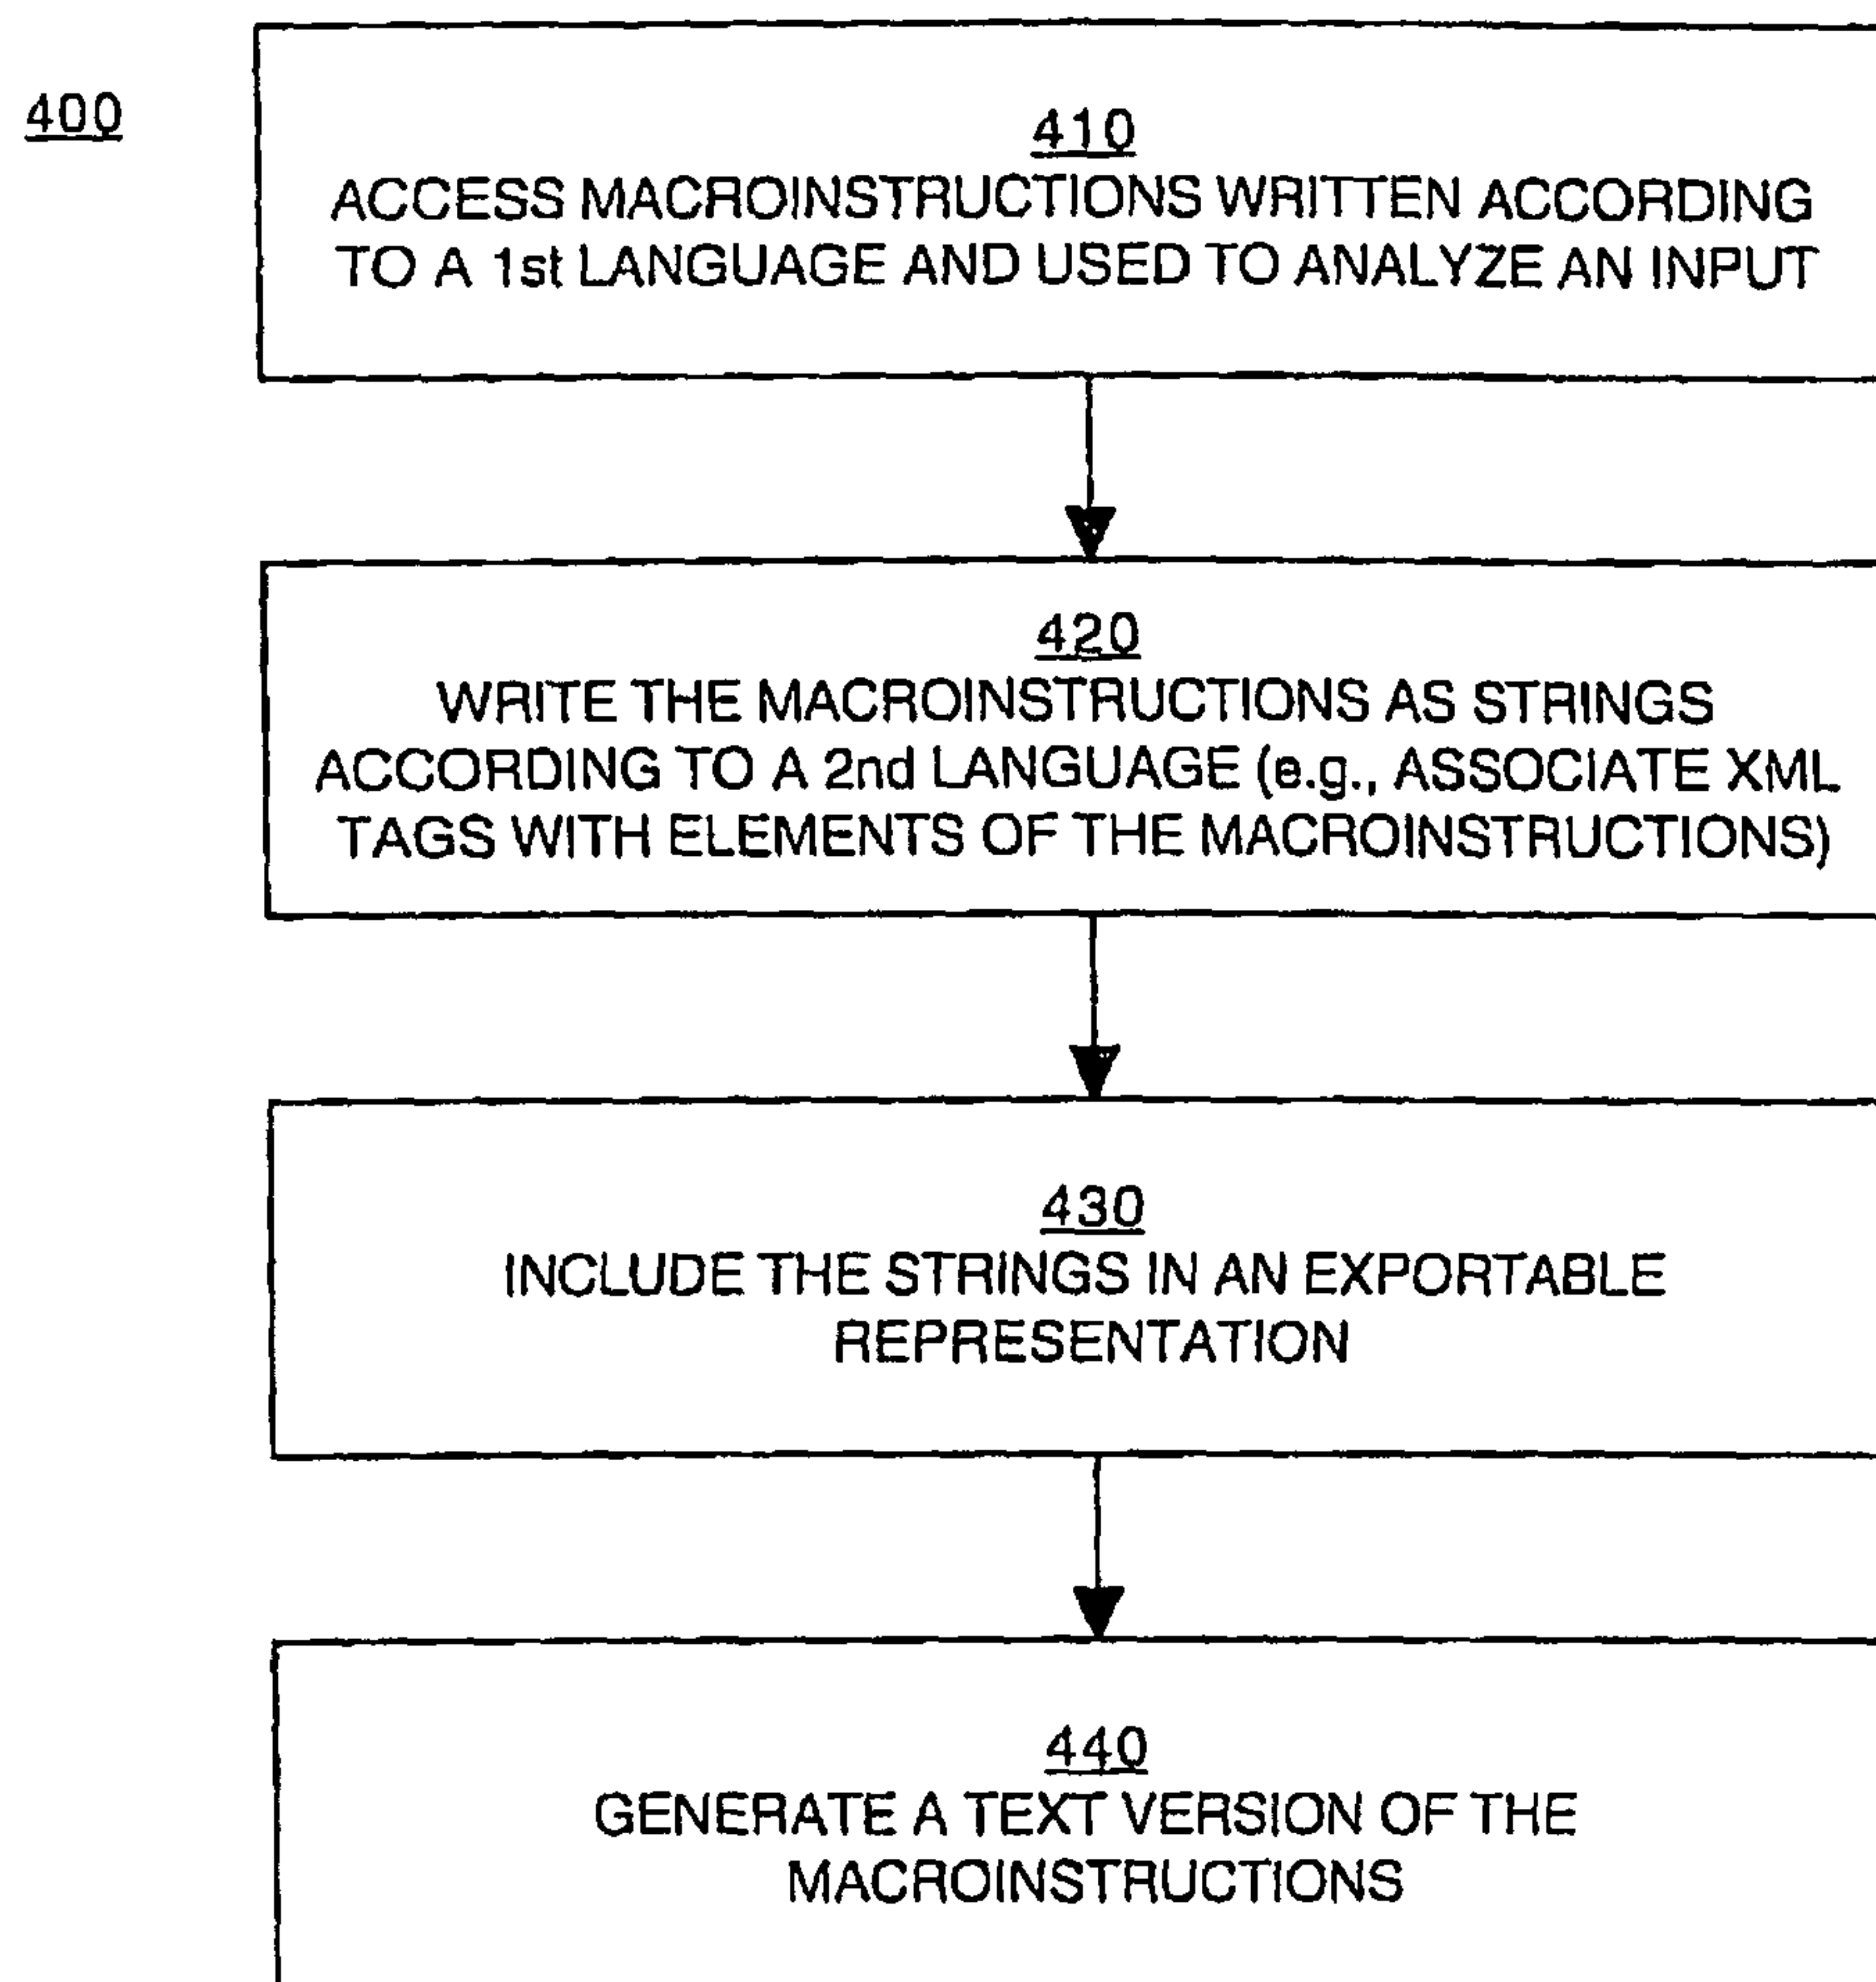 400
410
ACCESS MACROINSTRUCTIONS WRITTEN ACCORDING
TO A 1st LANGUAGE AND USED TO ANALYZE AN INPUT
420
WRITE THE MACROINSTRUCTIONS AS STRINGS
ACCORDING TO A 2nd LANGUAGE (e.g., ASSOCIATE XML
TAGS WITH ELEMENTS OF THE MACROINSTRUCTIONS)
430
INCLUDE THE STRINGS IN AN EXPORTABLE
REPRESENTATION
440
GENERATE A TEXT VERSION OF THE
MACROINSTRUCTIONS